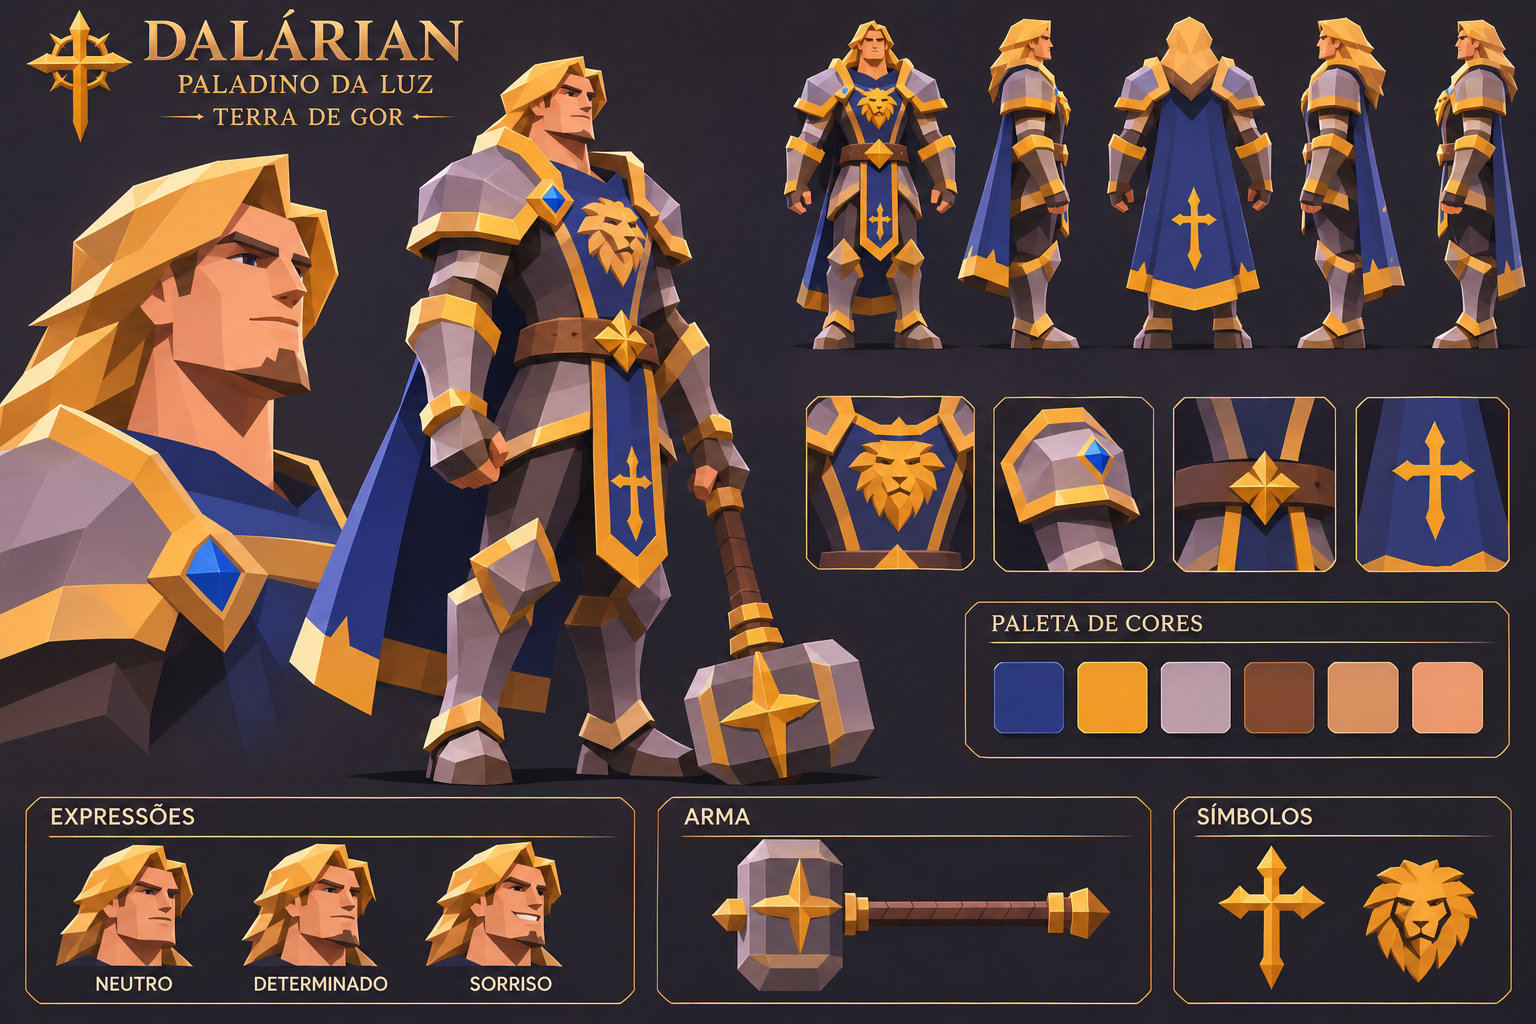 DALÁRIAN
PALADINO DA LUZ
TERRA DE GOR
PALETA DE CORES
EXPRESSÕES
NEUTRO
DETERMINADO
SORRISO
ARMA
SÍMBOLOS